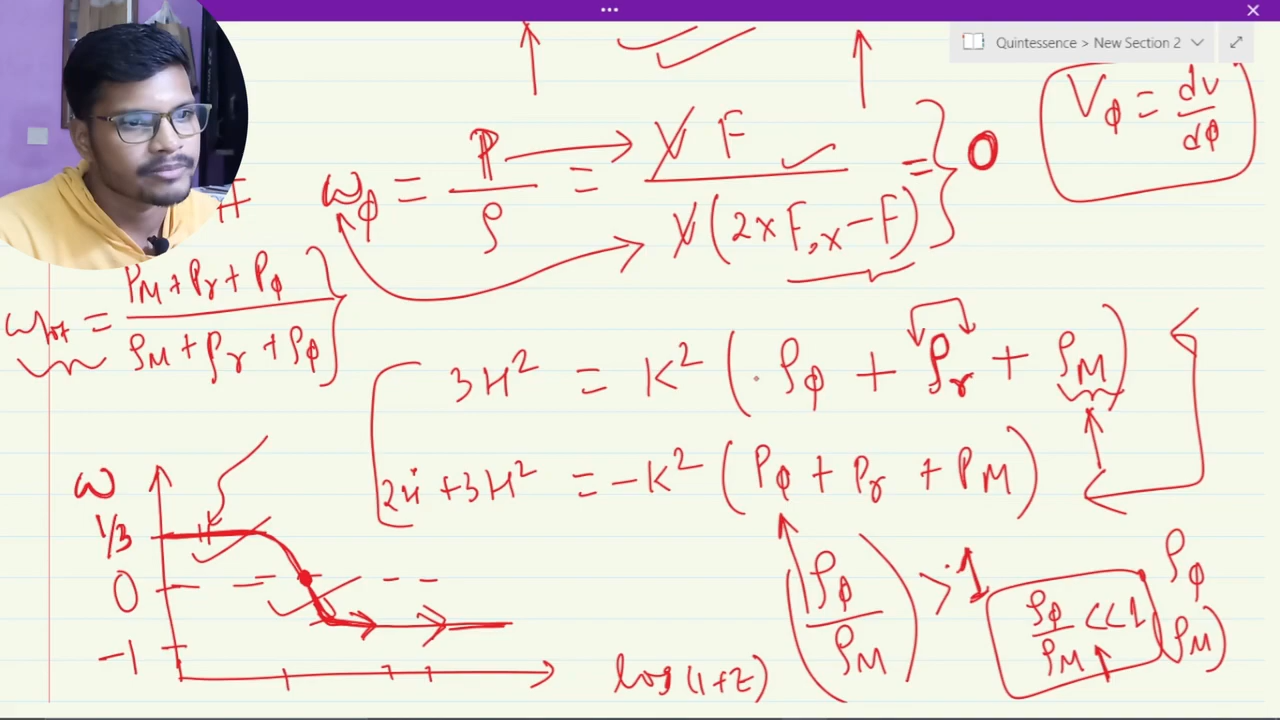 Quintessence > New Section 2
V_ϕ = dV/dϕ
ω_ϕ = P/ρ = V F / V(2x F,x − F) = } 0
ω_tot = (P_M + P_r + P_ϕ) / (ρ_M + ρ_r + ρ_ϕ)
3H² = K² (ρ_ϕ + ρ_r + ρ_M)
2Ḣ + 3H² = −K² (P_ϕ + P_r + P_M)
ω
1/3
0
−1
log(1+z)
(ρ_ϕ/ρ_M) > 1
ρ_ϕ/ρ_M << 1
ρ_ϕ
ρ_M)